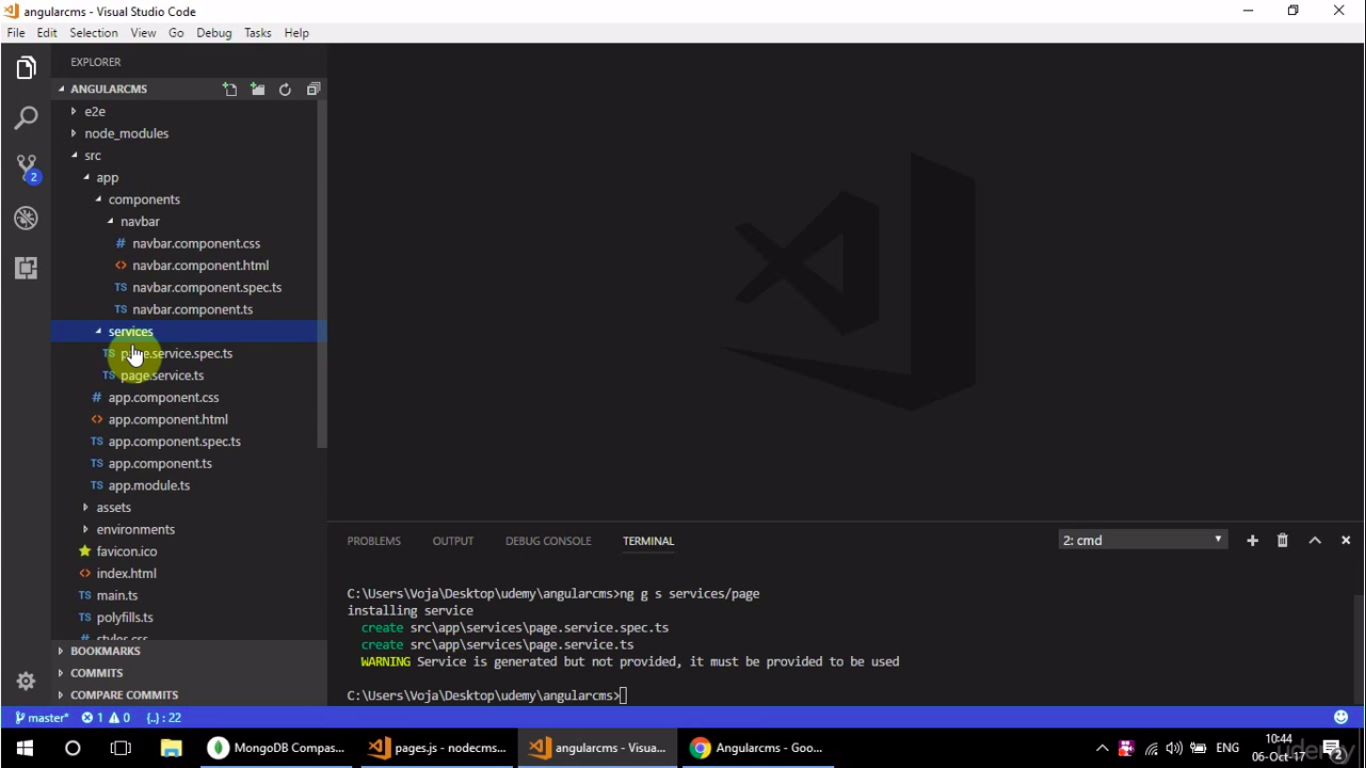 angularcms - Visual Studio Code
File Edit Selection View Go Debug Tasks Help
EXPLORER
ANGULARCMS
e2e
node_modules
src
app
components
navbar
# navbar.component.css
<> navbar.component.html
TS navbar.component.spec.ts
TS navbar.component.ts
services
TS page.service.spec.ts
TS page.service.ts
# app.component.css
<> app.component.html
TS app.component.spec.ts
TS app.component.ts
TS app.module.ts
assets
environments
favicon.ico
<> index.html
TS main.ts
TS polyfills.ts
# styles.css
BOOKMARKS
COMMITS
COMPARE COMMITS
2
PROBLEMS OUTPUT DEBUG CONSOLE TERMINAL 2: cmd
C:\Users\Voja\Desktop\udemy\angularcms>ng g s services/page
installing service
create src\app\services\page.service.spec.ts
create src\app\services\page.service.ts
WARNING Service is generated but not provided, it must be provided to be used
C:\Users\Voja\Desktop\udemy\angularcms>
master* 1 0 {..} : 22
MongoDB Compas... pages.js - nodecms... angularcms - Visua... Angularcms - Goo... ENG 10:44
06-Oct-17 2
udemy